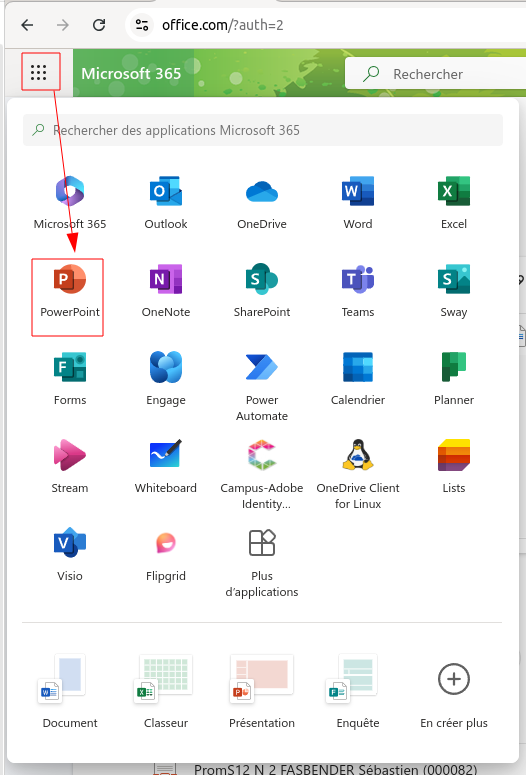 office.com/?auth=2
Microsoft 365
Rechercher
Rechercher des applications Microsoft 365
Microsoft 365
Outlook
OneDrive
Word
Excel
PowerPoint
OneNote
SharePoint
Teams
Sway
Forms
Engage
Power
Automate
Calendrier
Planner
Stream
Whiteboard
Campus-Adobe
Identity...
OneDrive Client
for Linux
Lists
Visio
Flipgrid
Plus
d’applications
Document
Classeur
Présentation
Enquête
En créer plus
PromS12 N 2 FASBENDER Sébastien (000082)